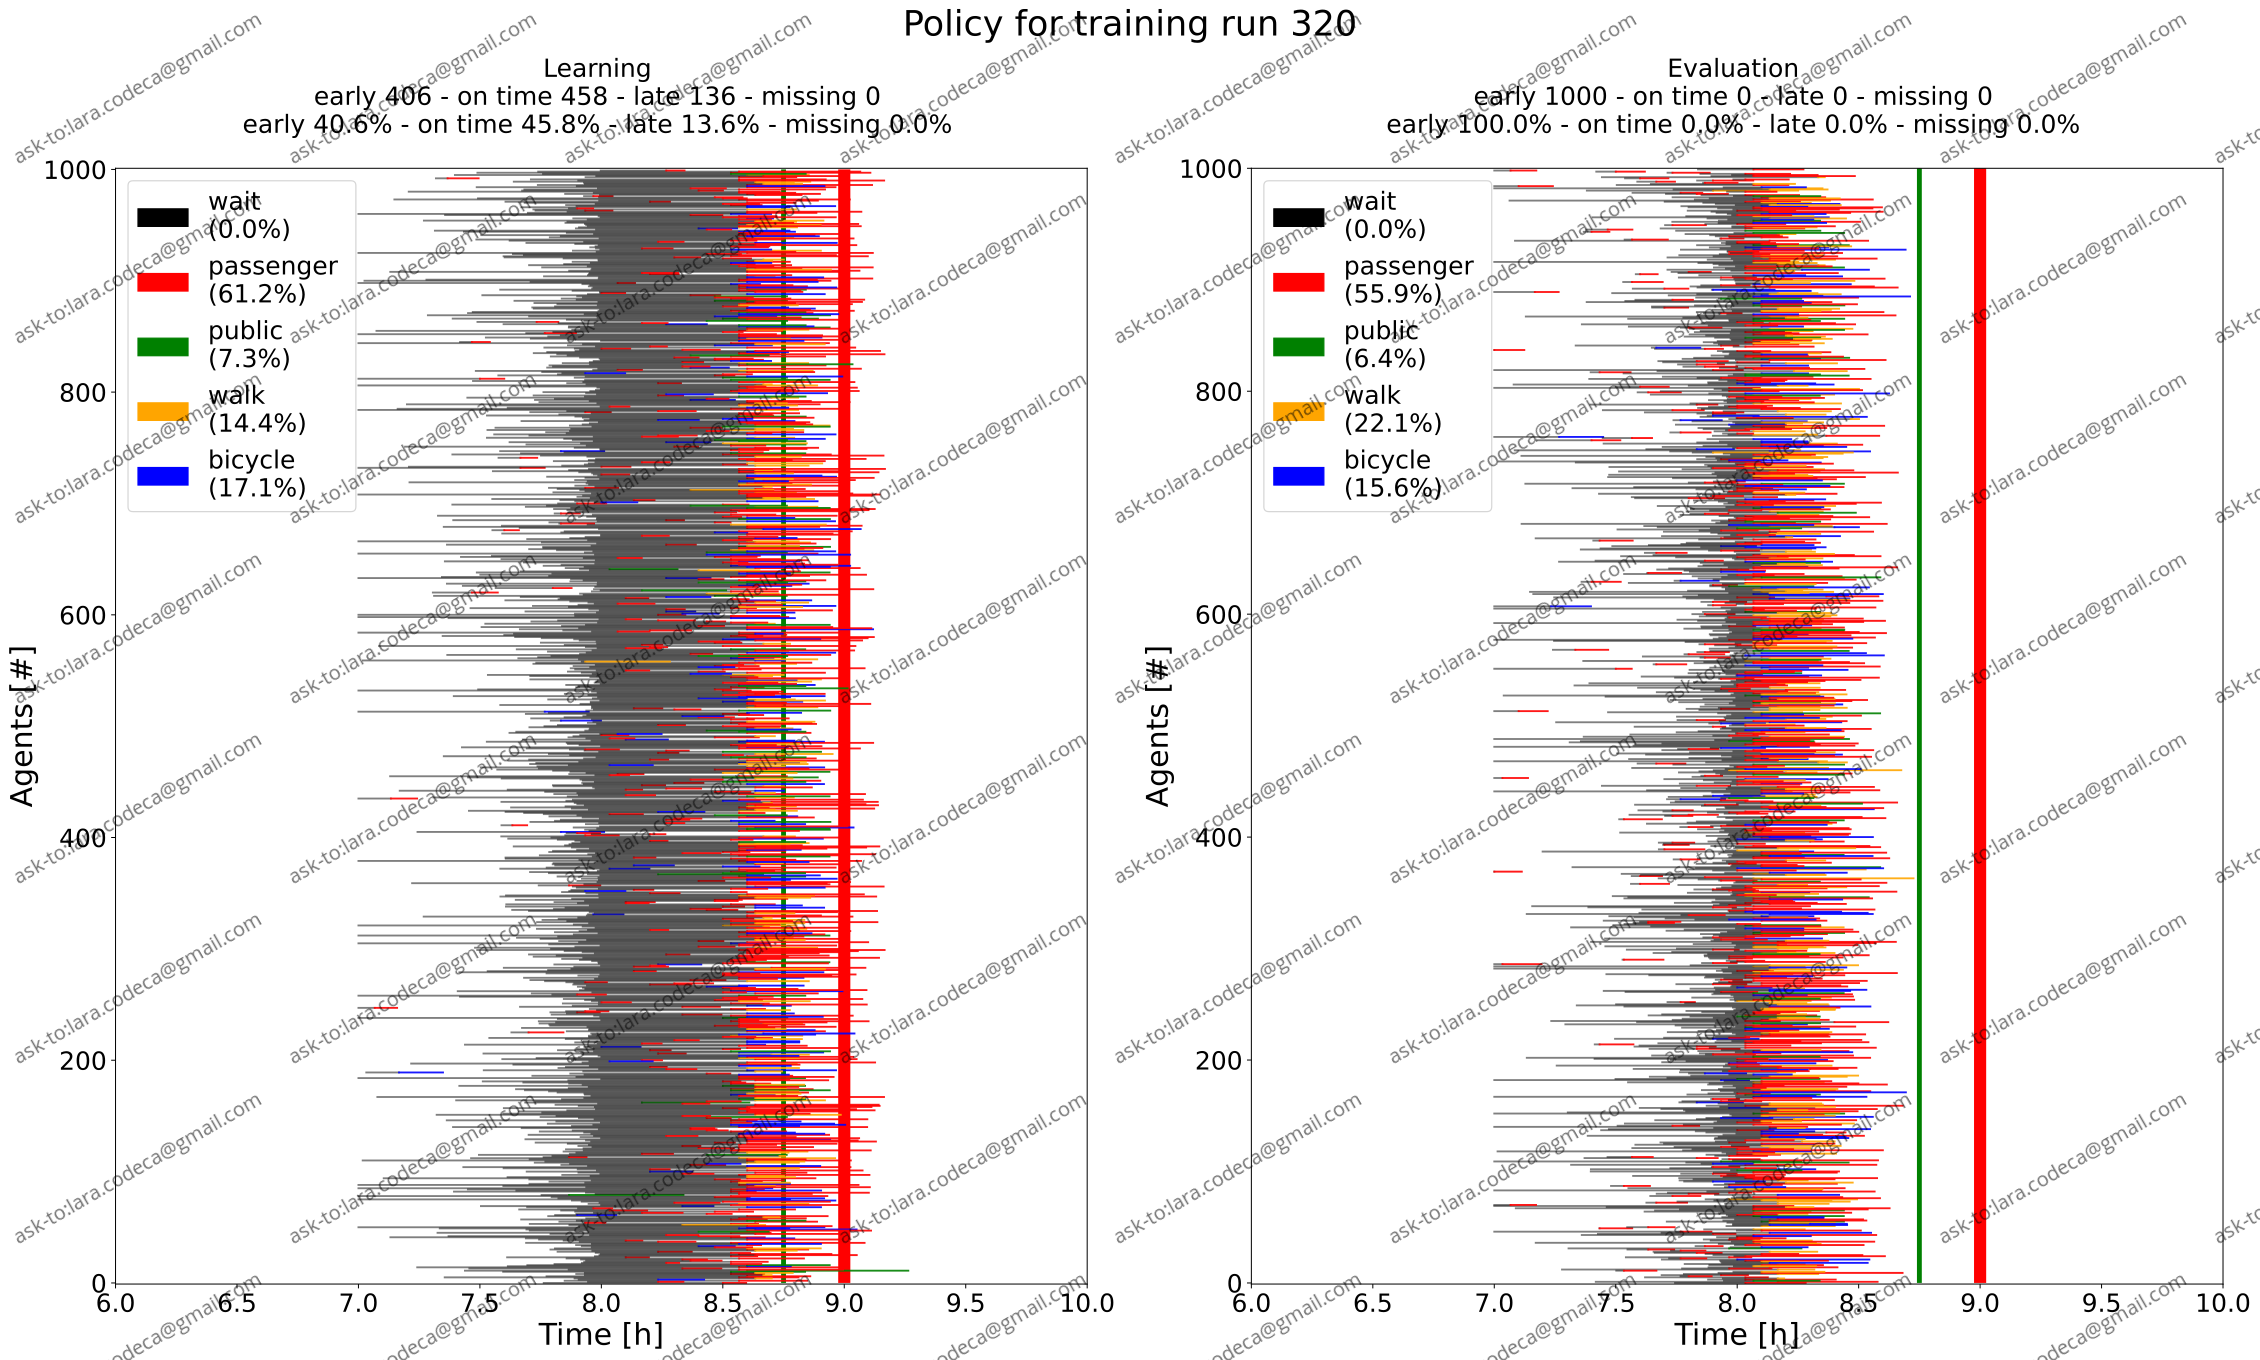 Policy for training run 320
Learning
early 406 - on time 458 - late 136 - missing 0
early 40.6% - on time 45.8% - late 13.6% - missing 0.0%
wait
(0.0%)
passenger
(61.2%)
public
(7.3%)
walk
(14.4%)
bicycle
(17.1%)
Agents [#]
1000
800
600
400
200
0
6.0 6.5 7.0 7.5 8.0 8.5 9.0 9.5 10.0
Time [h]
Evaluation
early 1000 - on time 0 - late 0 - missing 0
early 100.0% - on time 0.0% - late 0.0% - missing 0.0%
wait
(0.0%)
passenger
(55.9%)
public
(6.4%)
walk
(22.1%)
bicycle
(15.6%)
Agents [#]
1000
800
600
400
200
0
6.0 6.5 7.0 7.5 8.0 8.5 9.0 9.5 10.0
Time [h]
ask-to:lara.codeca@gmail.com